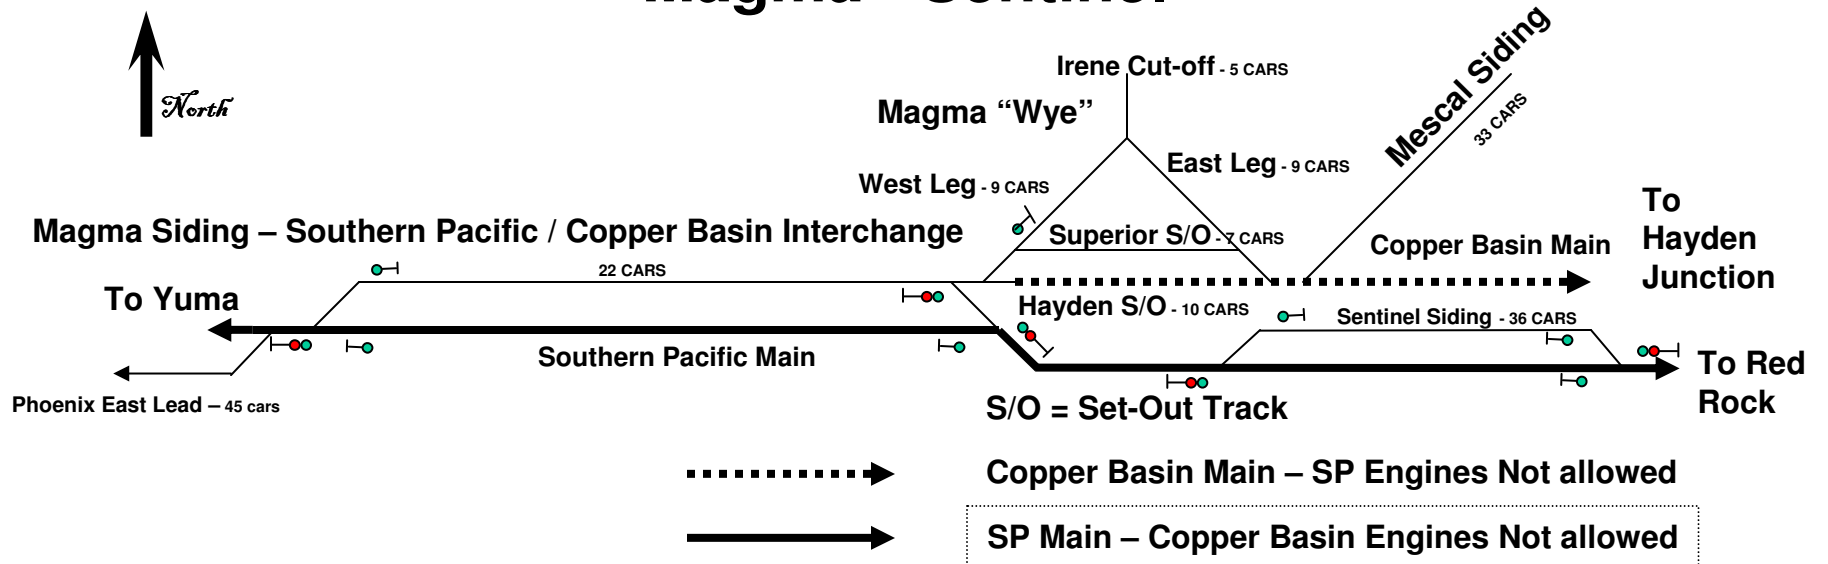 Magma - Sentinel
North
Irene Cut-off - 5 CARS
Magma “Wye”
Mescal Siding
33 CARS
East Leg - 9 CARS
West Leg - 9 CARS
To
Hayden
Junction
Magma Siding – Southern Pacific / Copper Basin Interchange
Superior S/O - 7 CARS
Copper Basin Main
22 CARS
To Yuma
Hayden S/O - 10 CARS
Sentinel Siding - 36 CARS
Southern Pacific Main
To Red
Rock
Phoenix East Lead – 45 cars
S/O = Set-Out Track
Copper Basin Main – SP Engines Not allowed
SP Main – Copper Basin Engines Not allowed